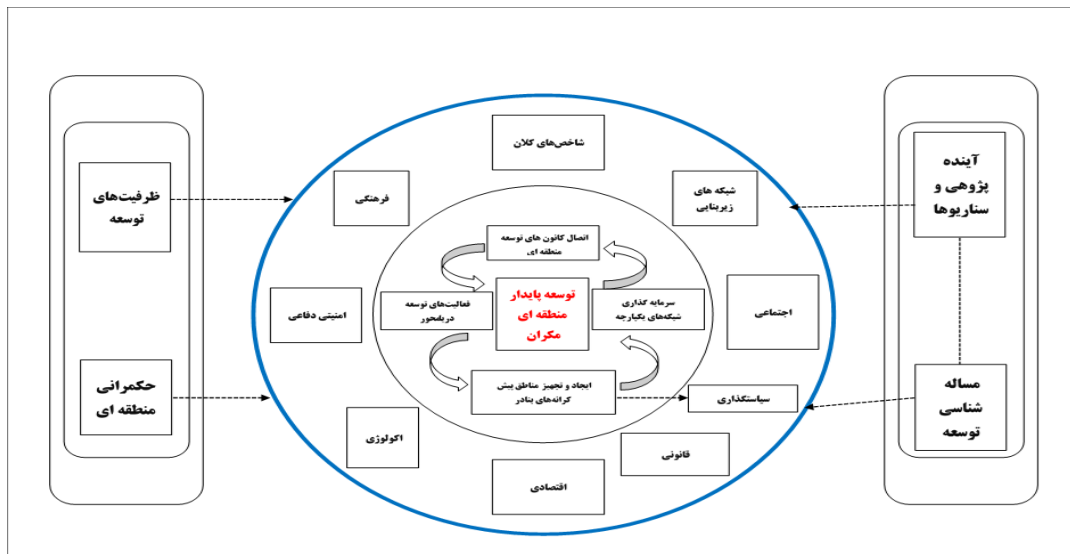 شاخص‌های کلان
شبکه های
زیربنایی
فرهنگی
آینده
پژوهی و
سناریوها
ظرفیت‌های
توسعه
اتصال کانون های توسعه
منطقه ای
توسعه پایدار
منطقه ای
مکران
سرمایه گذاری
شبکه‌های یکپارچه
فعالیت‌های توسعه
دریامحور
اجتماعی
امنیتی دفاعی
ایجاد و تجهیز مناطق پیش
کرانه‌های بنادر
سیاستگذاری
مساله
شناسی
توسعه
حکمرانی
منطقه ای
اکولوژی
قانونی
اقتصادی